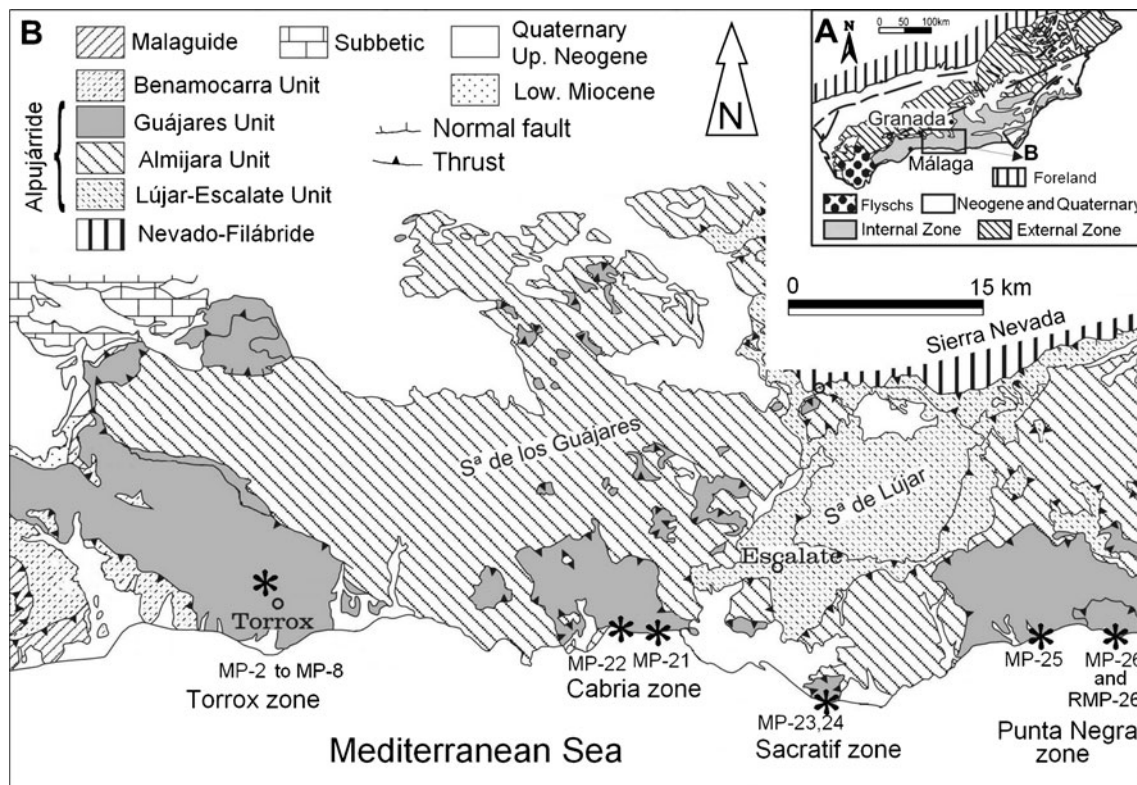 B
Malaguide
Benamocarra Unit
Alpujárride
Guájares Unit
Almijara Unit
Lújar-Escalate Unit
Nevado-Filábride
Subbetic
Quaternary
Up. Neogene
Low. Miocene
Normal fault
Thrust
N
A
N
0 50 100km
Granada
Málaga
B
Foreland
Flyschs
Neogene and Quaternary
Internal Zone
External Zone
0 15 km
Sierra Nevada
Sª de los Guájares
Sª de Lújar
Escalate
Torrox
MP-2 to MP-8
Torrox zone
MP-22
MP-21
Cabria zone
MP-23,24
Sacratif zone
MP-25
MP-26
and
RMP-26
Punta Negra
zone
Mediterranean Sea